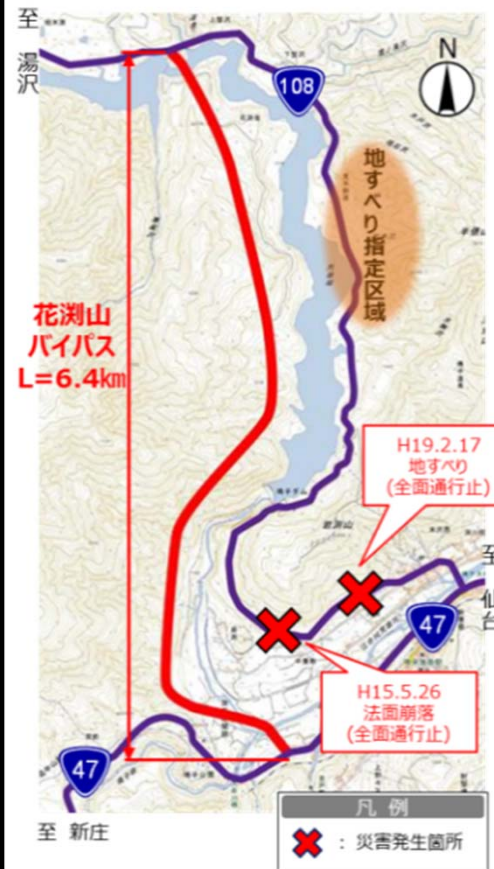 至 湯沢
108
N
地すべり指定区域
花渕山
バイパス
L=6.4km
H19.2.17
地すべり
(全面通行止)
至 仙台
47
H15.5.26
法面崩落
(全面通行止)
47
至 新庄
凡 例
：災害発生箇所